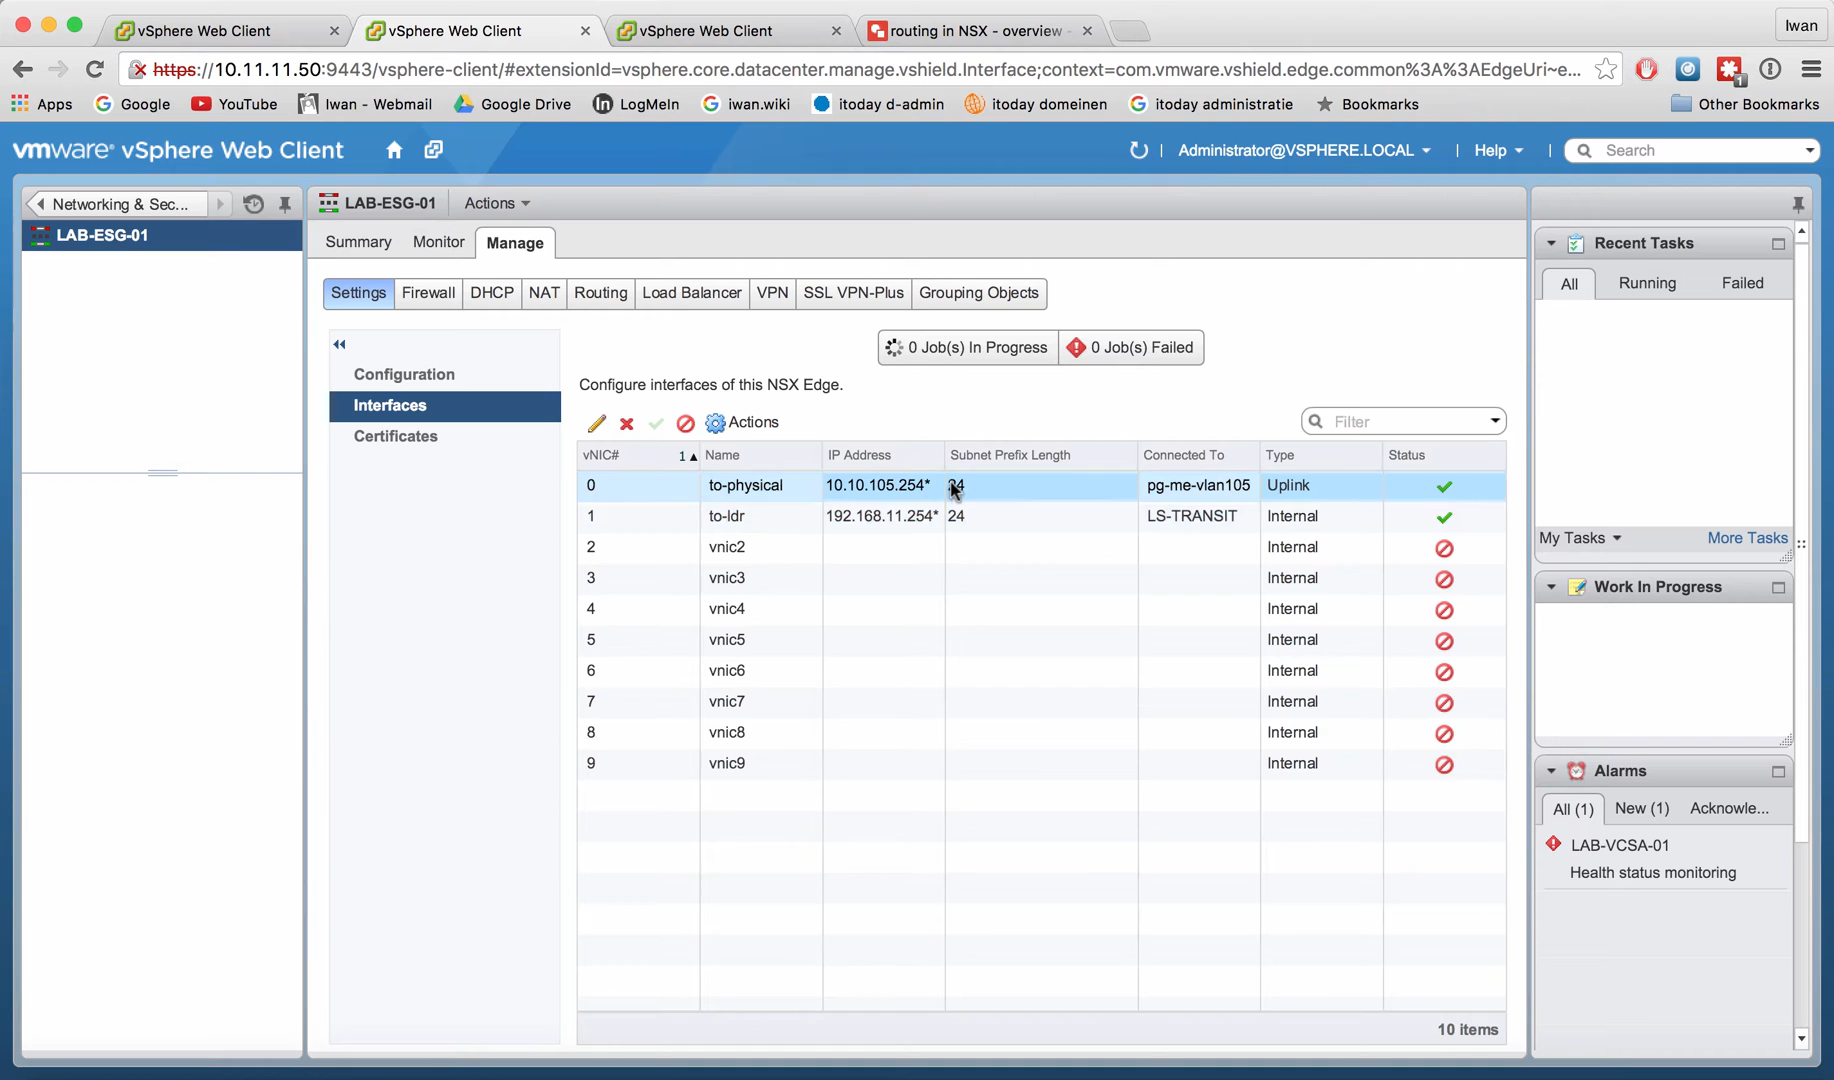 vSphere Web Client
vSphere Web Client
vSphere Web Client
routing in NSX - overview -
Iwan
https://10.11.11.50:9443/vsphere-client/#extensionId=vsphere.core.datacenter.manage.vshield.Interface;context=com.vmware.vshield.edge.common%3A%3AEdgeUri~e...
1
Apps Google YouTube Iwan - Webmail Google Drive LogMeIn iwan.wiki itoday d-admin itoday domeinen itoday administratie Bookmarks Other Bookmarks
vmware® vSphere Web Client
Administrator@VSPHERE.LOCAL | Help | Search
Networking & Sec...
LAB-ESG-01
LAB-ESG-01 Actions
Summary Monitor Manage
Settings Firewall DHCP NAT Routing Load Balancer VPN SSL VPN-Plus Grouping Objects
Configuration
Interfaces
Certificates
0 Job(s) In Progress 0 Job(s) Failed
Configure interfaces of this NSX Edge.
Actions Filter
vNIC# 1▲ Name IP Address Subnet Prefix Length Connected To Type Status
0 to-physical 10.10.105.254* 24 pg-me-vlan105 Uplink
1 to-ldr 192.168.11.254* 24 LS-TRANSIT Internal
2 vnic2 Internal
3 vnic3 Internal
4 vnic4 Internal
5 vnic5 Internal
6 vnic6 Internal
7 vnic7 Internal
8 vnic8 Internal
9 vnic9 Internal
10 items
Recent Tasks
All Running Failed
My Tasks More Tasks
Work In Progress
Alarms
All (1) New (1) Acknowle...
LAB-VCSA-01
Health status monitoring